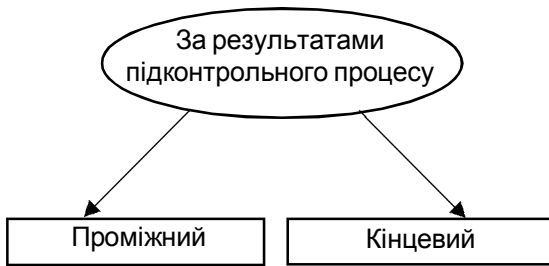 За результатами
підконтрольного процесу
Проміжний
Кінцевий